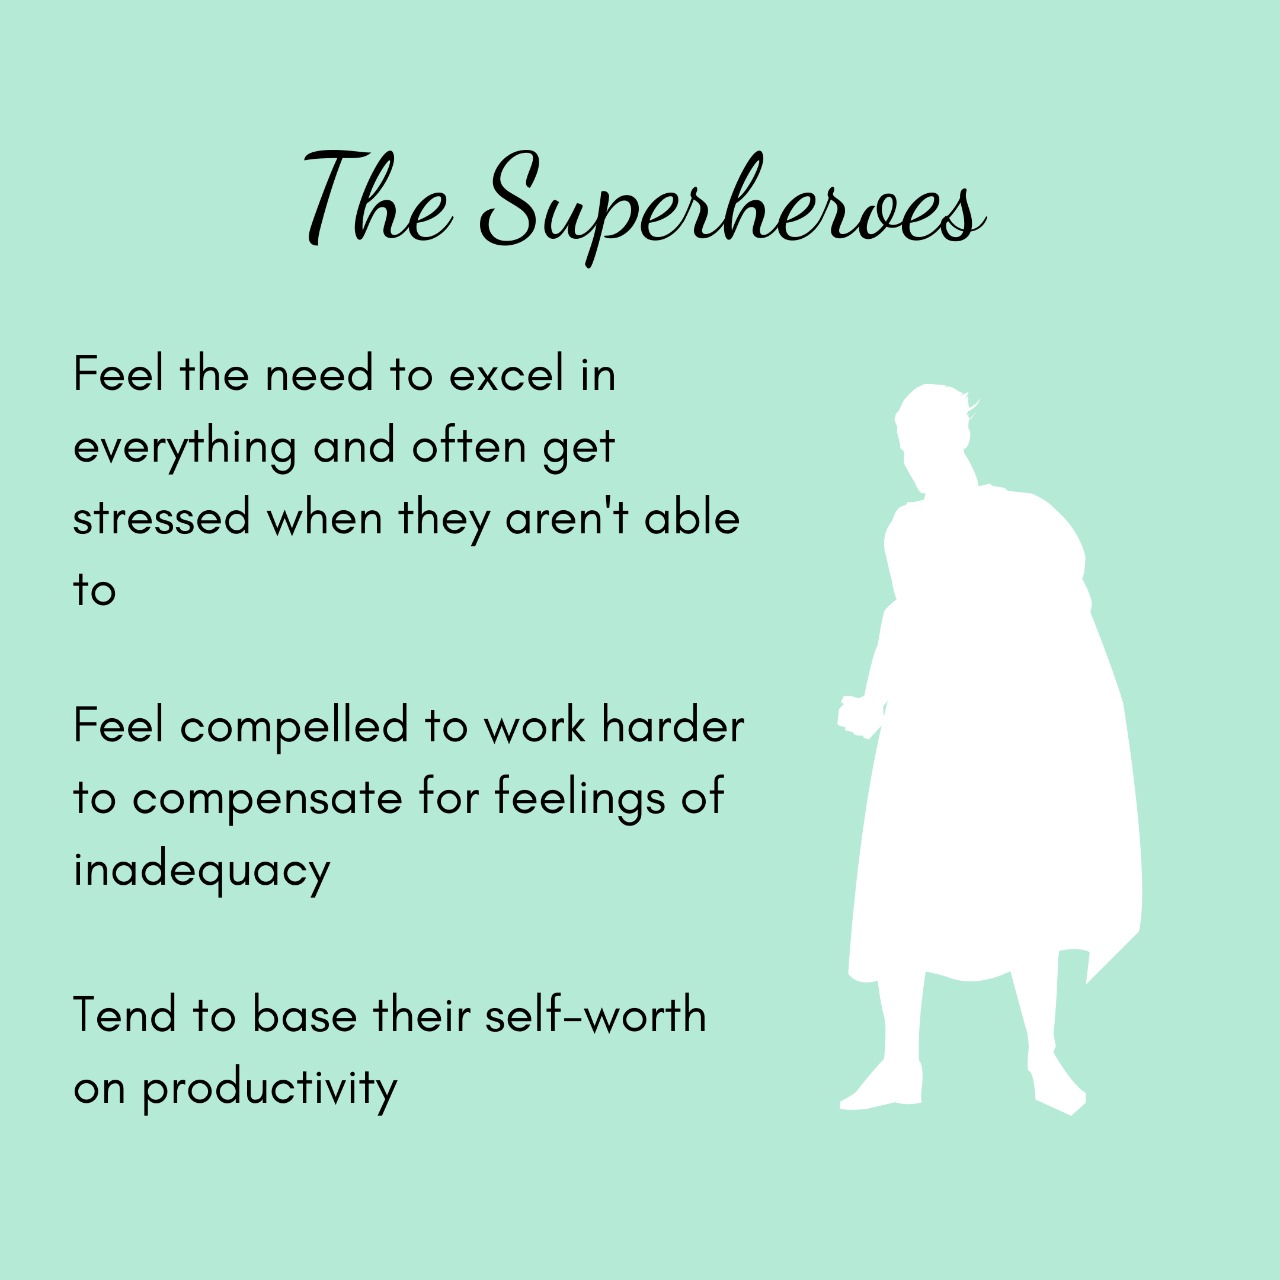 The Superheroes
Feel the need to excel in
everything and often get
stressed when they aren't able
to
Feel compelled to work harder
to compensate for feelings of
inadequacy
Tend to base their self-worth
on productivity